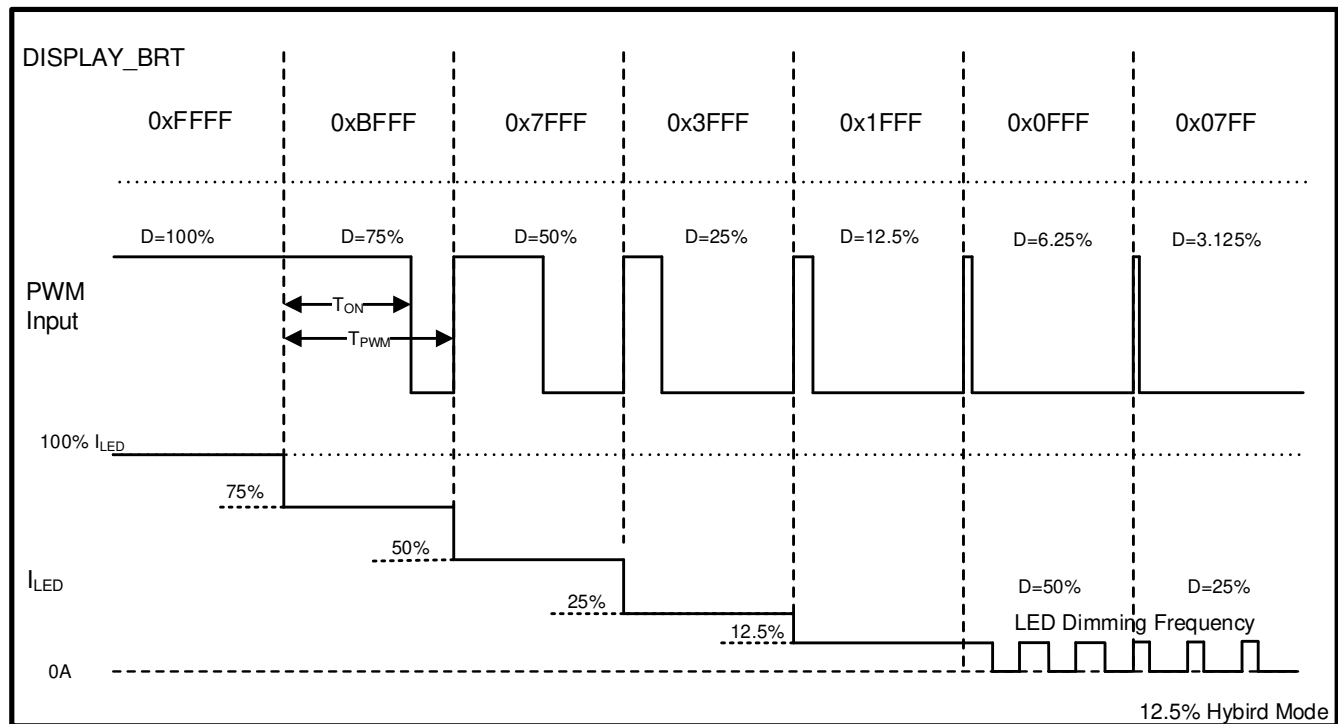 DISPLAY_BRT
0xFFFF 0xBFFF 0x7FFF 0x3FFF 0x1FFF 0x0FFF 0x07FF
D=100% D=75% D=50% D=25% D=12.5% D=6.25% D=3.125%
PWM
Input
TON
TPWM
100% ILED
75%
50%
ILED
25%
12.5%
D=50% D=25%
LED Dimming Frequency
0A
12.5% Hybird Mode